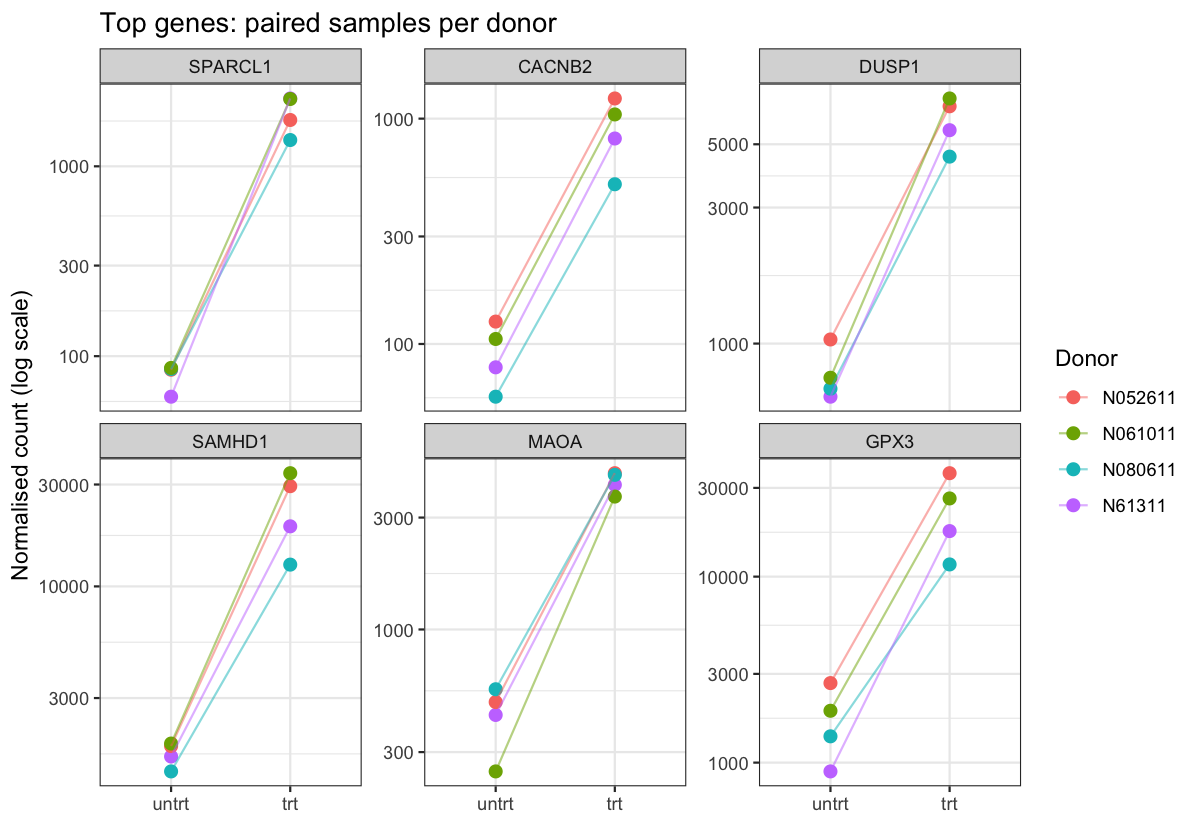 Top genes: paired samples per donor
SPARCL1
CACNB2
DUSP1
1000
300
100
1000
300
100
5000
3000
1000
SAMHD1
MAOA
GPX3
30000
10000
3000
3000
1000
300
30000
10000
3000
1000
untrt
trt
untrt
trt
untrt
trt
Normalised count (log scale)
Donor
N052611
N061011
N080611
N61311